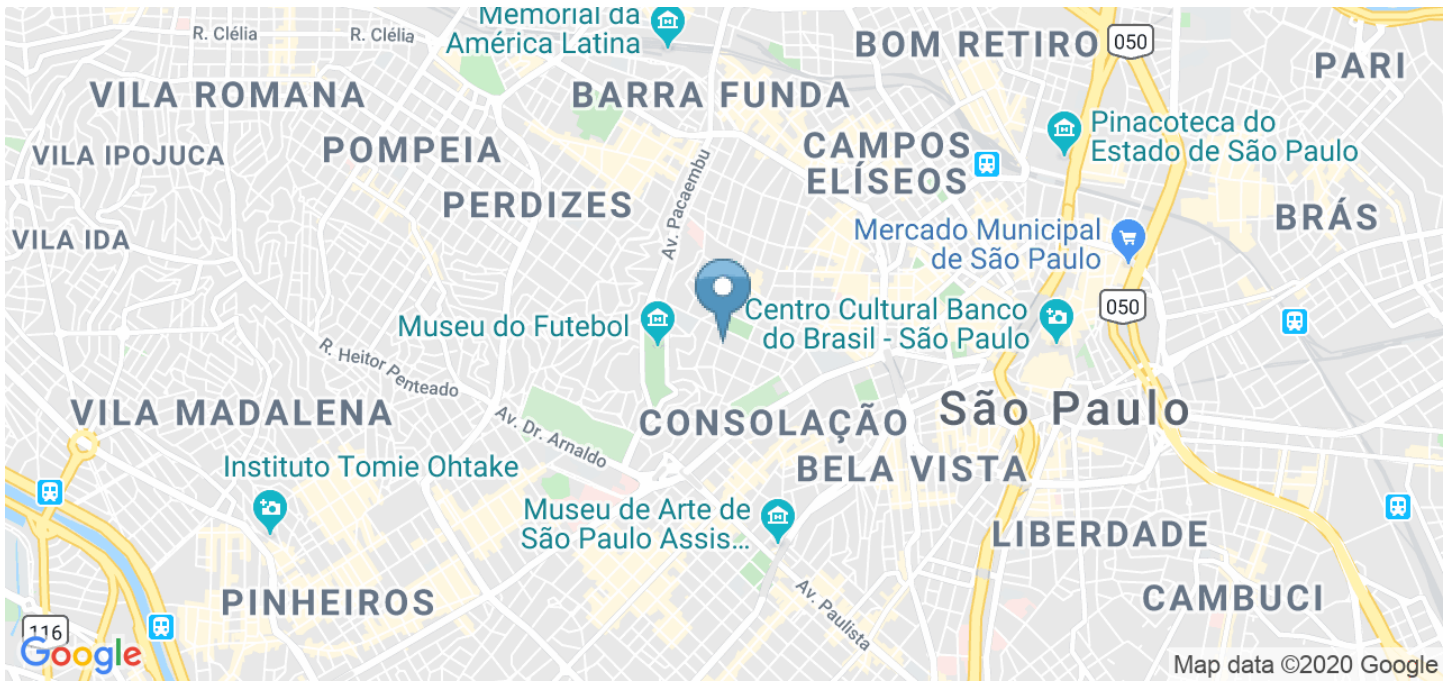 Memorial da
América Latina
R. Clélia
R. Clélia
BOM RETIRO
050
PARI
VILA ROMANA
BARRA FUNDA
Pinacoteca do
Estado de São Paulo
VILA IPOJUCA
POMPEIA
CAMPOS
ELÍSEOS
PERDIZES
Av. Pacaembu
BRÁS
VILA IDA
Mercado Municipal
de São Paulo
Museu do Futebol
Centro Cultural Banco
do Brasil - São Paulo
050
R. Heitor Penteado
VILA MADALENA
Av. Dr. Arnaldo
CONSOLAÇÃO
São Paulo
Instituto Tomie Ohtake
BELA VISTA
Museu de Arte de
São Paulo Assis...
LIBERDADE
PINHEIROS
Av. Paulista
CAMBUCI
116
Google
Map data ©2020 Google